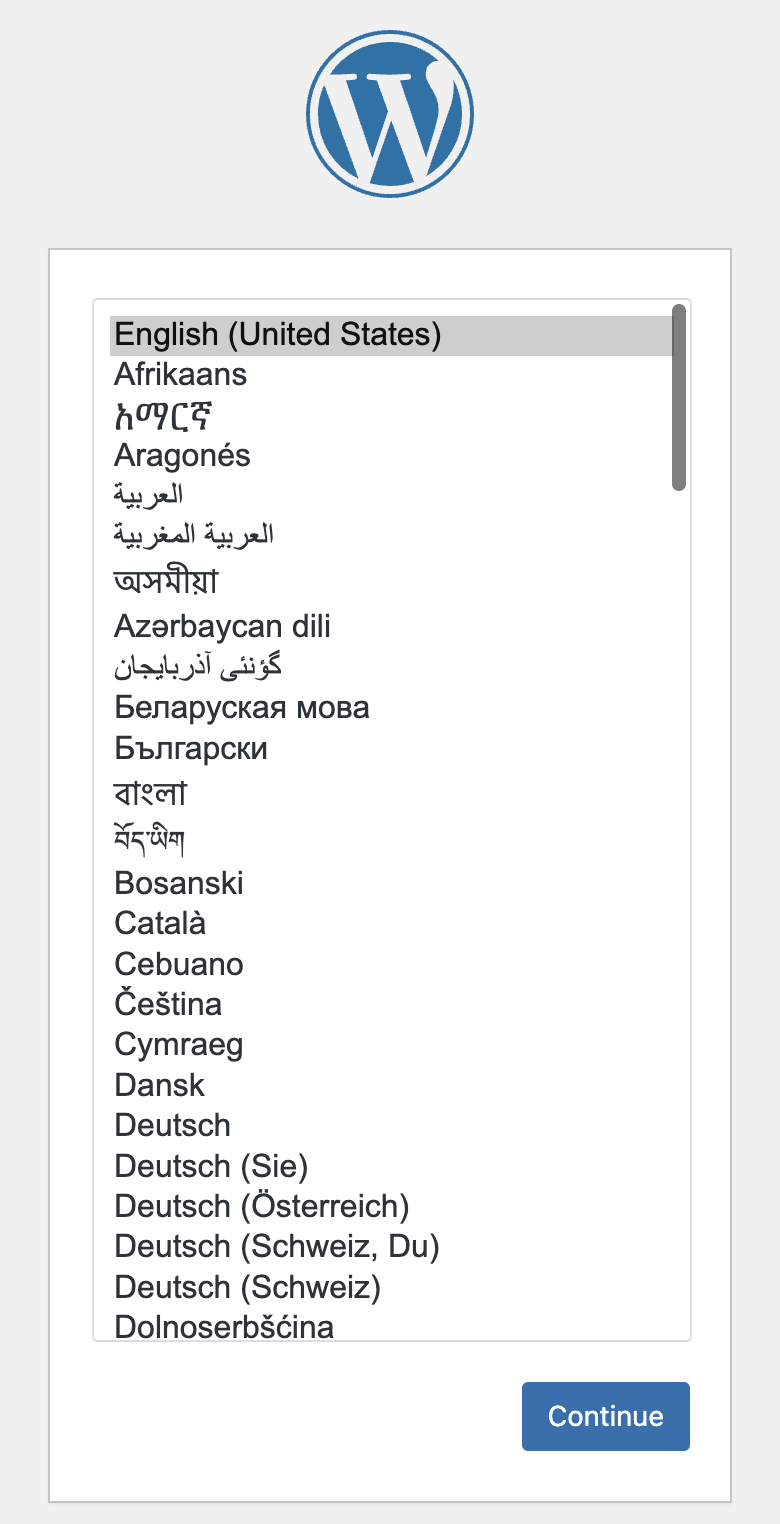 English (United States)
Afrikaans
አማርኛ
Aragonés
العربية
العربية المغربية
অসমীয়া
Azərbaycan dili
گؤنئی آذربایجان
Беларуская мова
Български
বাংলা
བོད་ཡིག
Bosanski
Català
Cebuano
Čeština
Cymraeg
Dansk
Deutsch
Deutsch (Sie)
Deutsch (Österreich)
Deutsch (Schweiz, Du)
Deutsch (Schweiz)
Dolnoserbšćina
Continue